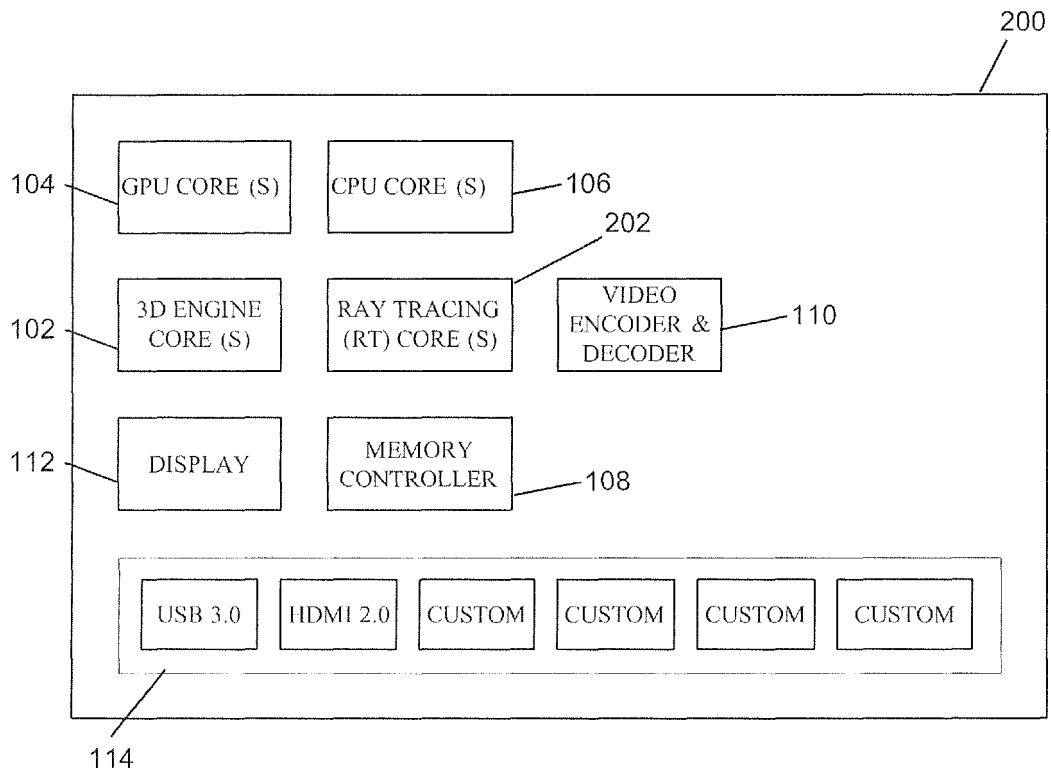 200
104
GPU CORE (S)
CPU CORE (S)
106
202
102
3D ENGINE
CORE (S)
RAY TRACING
(RT) CORE (S)
VIDEO
ENCODER &
DECODER
110
112
DISPLAY
MEMORY
CONTROLLER
108
USB 3.0
HDMI 2.0
CUSTOM
CUSTOM
CUSTOM
CUSTOM
114